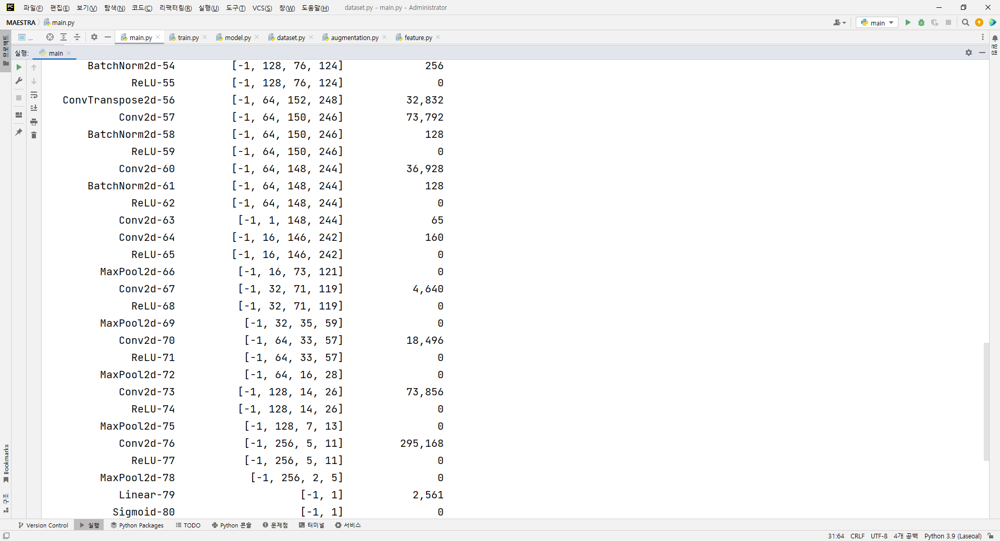 PC 파일(F) 편집(E) 보기(V) 탐색(N) 코드(C) 리팩터링(R) 실행(U) 도구(T) VCS(S) 창(W) 도움말(H) dataset.py - main.py - Administrator
MAESTRA main.py main
... main.py train.py model.py dataset.py augmentation.py feature.py
프로젝트
알림
실행: main
BatchNorm2d-54 [-1, 128, 76, 124] 256
ReLU-55 [-1, 128, 76, 124] 0
ConvTranspose2d-56 [-1, 64, 152, 248] 32,832
Conv2d-57 [-1, 64, 150, 246] 73,792
BatchNorm2d-58 [-1, 64, 150, 246] 128
ReLU-59 [-1, 64, 150, 246] 0
Conv2d-60 [-1, 64, 148, 244] 36,928
BatchNorm2d-61 [-1, 64, 148, 244] 128
ReLU-62 [-1, 64, 148, 244] 0
Conv2d-63 [-1, 1, 148, 244] 65
Conv2d-64 [-1, 16, 146, 242] 160
ReLU-65 [-1, 16, 146, 242] 0
MaxPool2d-66 [-1, 16, 73, 121] 0
Conv2d-67 [-1, 32, 71, 119] 4,640
ReLU-68 [-1, 32, 71, 119] 0
MaxPool2d-69 [-1, 32, 35, 59] 0
Conv2d-70 [-1, 64, 33, 57] 18,496
ReLU-71 [-1, 64, 33, 57] 0
MaxPool2d-72 [-1, 64, 16, 28] 0
Conv2d-73 [-1, 128, 14, 26] 73,856
ReLU-74 [-1, 128, 14, 26] 0
MaxPool2d-75 [-1, 128, 7, 13] 0
Conv2d-76 [-1, 256, 5, 11] 295,168
ReLU-77 [-1, 256, 5, 11] 0
MaxPool2d-78 [-1, 256, 2, 5] 0
Linear-79 [-1, 1] 2,561
Sigmoid-80 [-1, 1] 0
Bookmarks
구조
Version Control 실행 Python Packages TODO Python 콘솔 문제점 터미널 서비스
31:64 CRLF UTF-8 4개 공백 Python 3.9 (Laseoal)